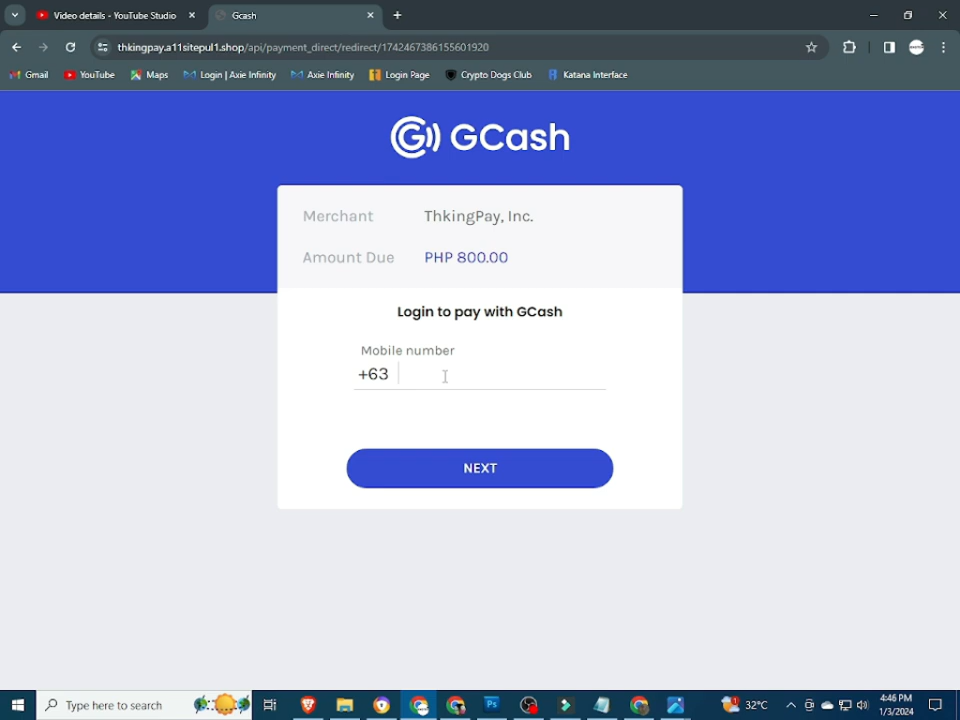 Video details - YouTube Studio
Gcash
thkingpay.a11sitepul1.shop/api/payment_direct/redirect/1742467386155601920
Gmail
YouTube
Maps
Login | Axie Infinity
Axie Infinity
Login Page
Crypto Dogs Club
Katana Interface
GCash
Merchant ThkingPay, Inc.
Amount Due PHP 800.00
Login to pay with GCash
Mobile number
+63
NEXT
Type here to search
32°C
4:46 PM
1/3/2024